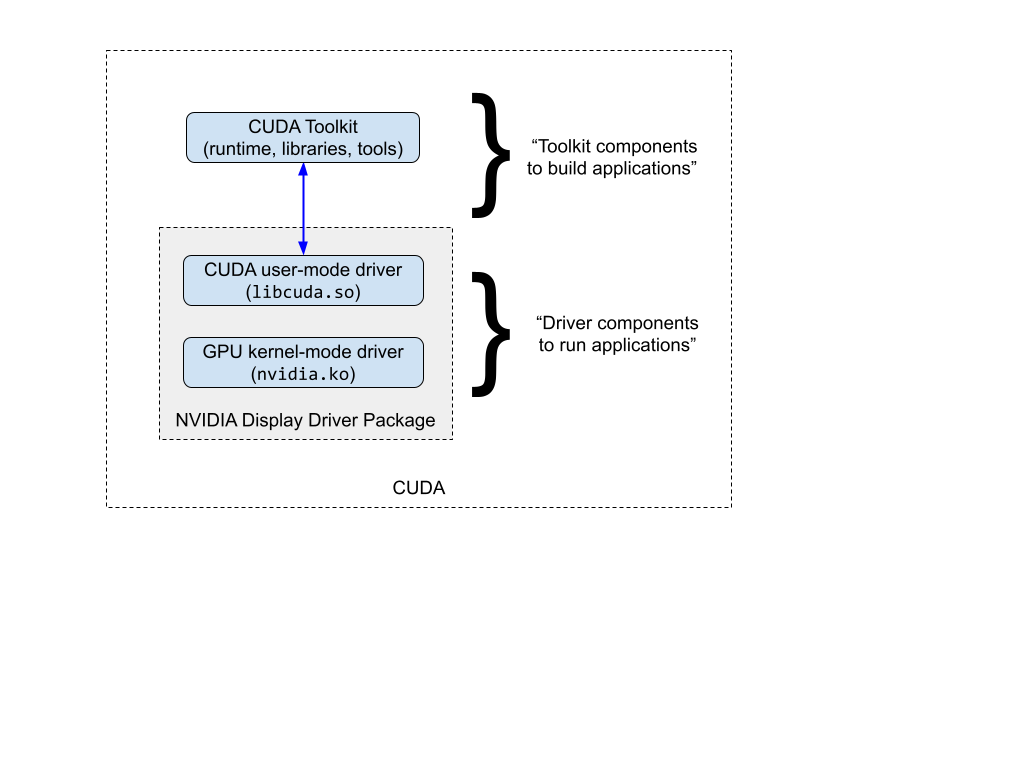 CUDA Toolkit
(runtime, libraries, tools)
“Toolkit components
to build applications”
CUDA user-mode driver
(libcuda.so)
GPU kernel-mode driver
(nvidia.ko)
“Driver components
to run applications”
NVIDIA Display Driver Package
CUDA